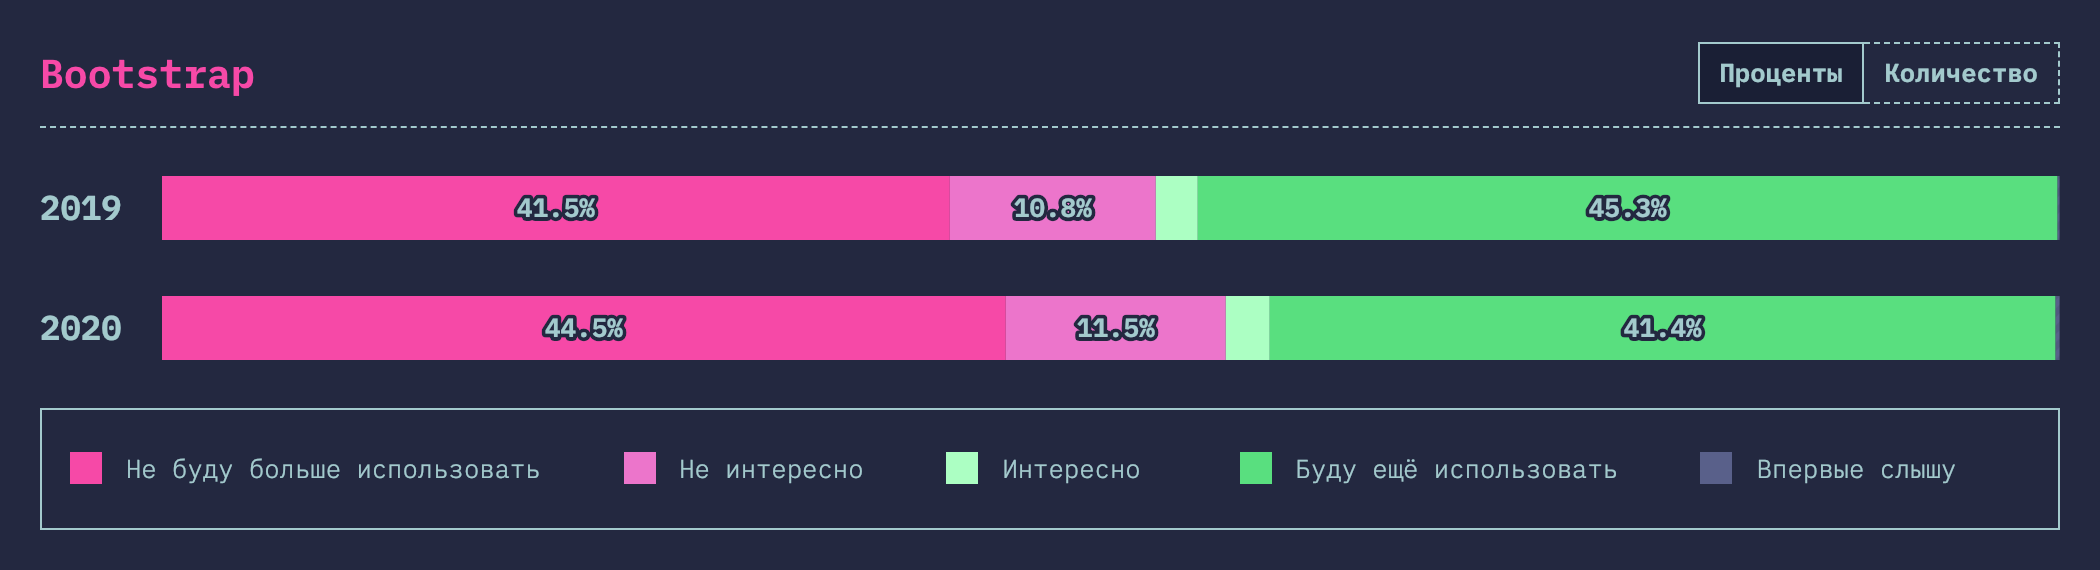 Bootstrap
Проценты Количество
2019 41.5% 10.8% 45.3%
2020 44.5% 11.5% 41.4%
Не буду больше использовать Не интересно Интересно Буду ещё использовать Впервые слышу